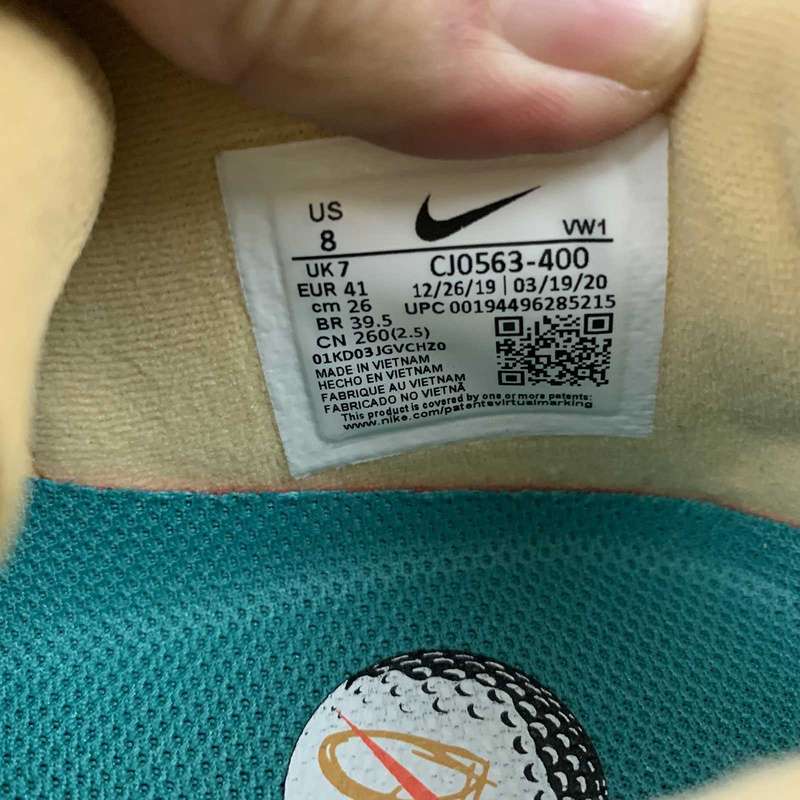 US
8
VW1
UK 7
CJ0563-400
EUR 41
12/26/19 | 03/19/20
cm 26
UPC 00194496285215
BR 39.5
CN 260(2.5)
01KD03JGVCHZ0
MADE IN VIETNAM
HECHO EN VIETNAM
FABRIQUE AU VIETNAM
FABRICADO NO VIETNÃ
This product is covered by one or more patents:
www.nike.com/patentsvirtualmarking